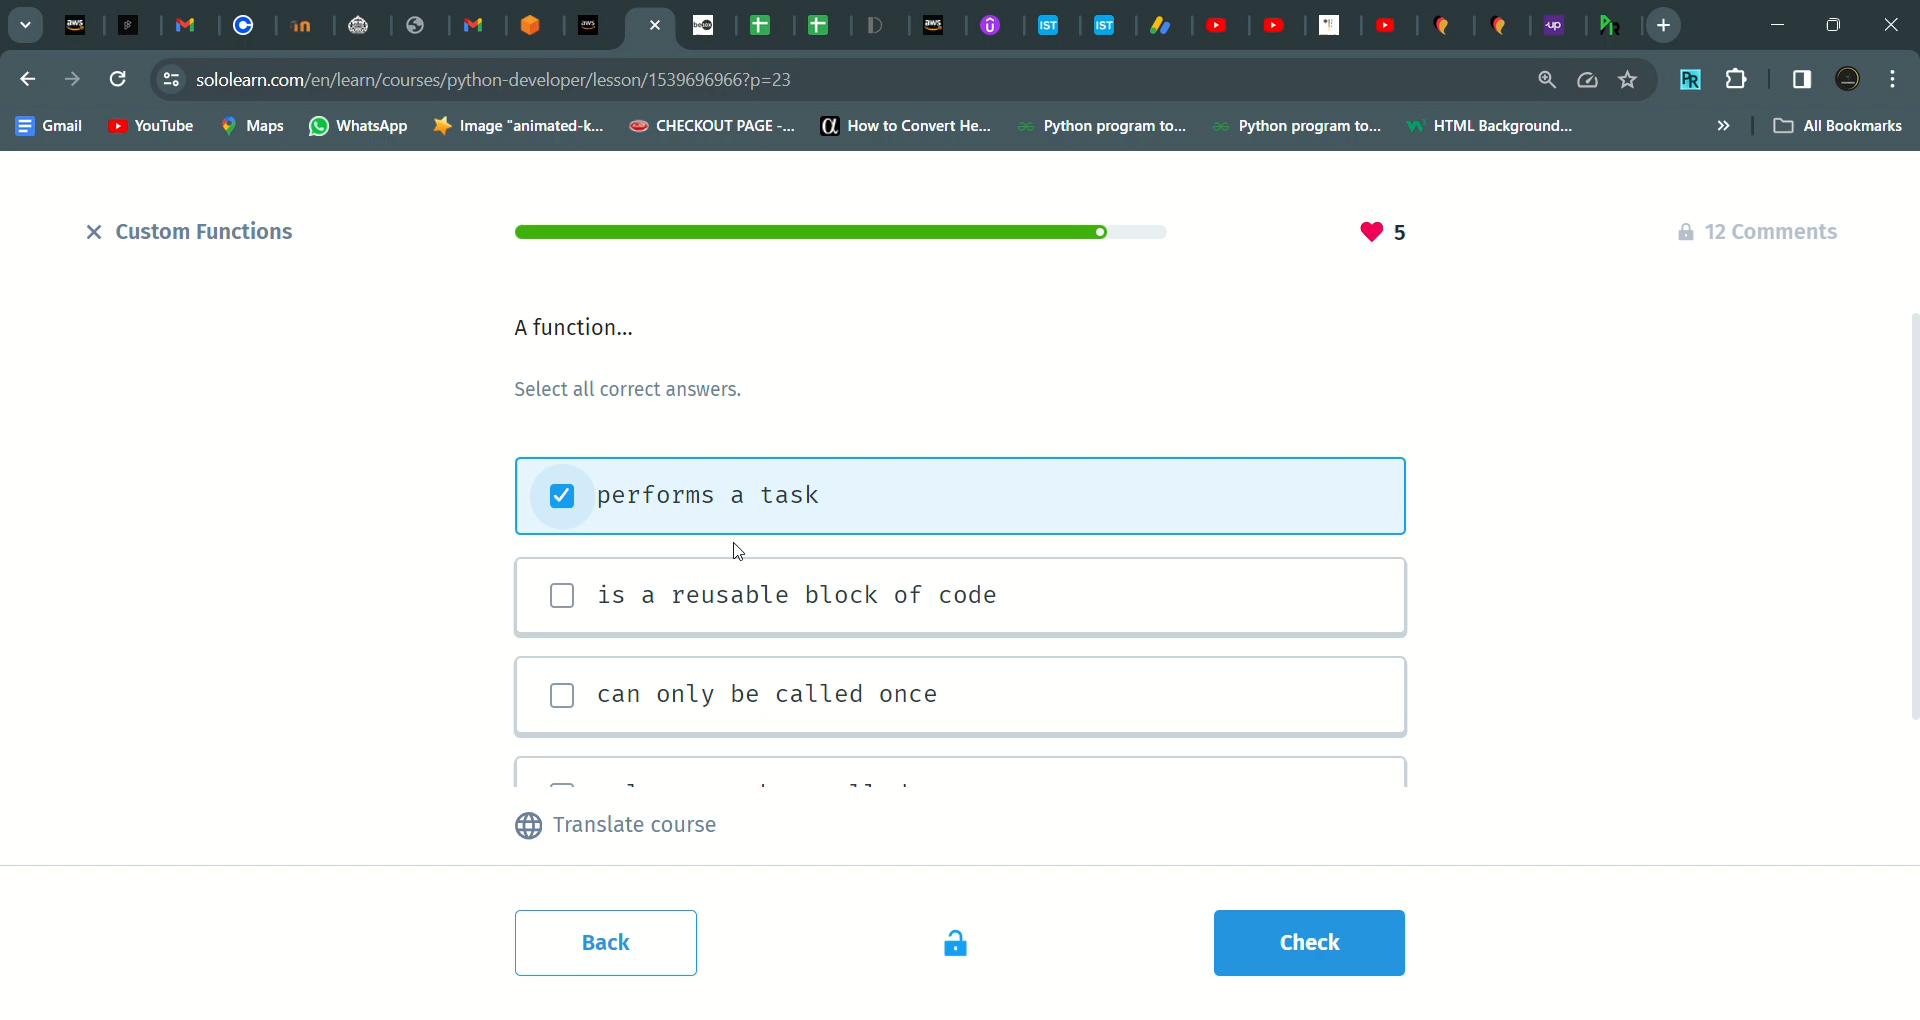 sololearn.com/en/learn/courses/python-developer/lesson/1539696966?p=23
Gmail YouTube Maps WhatsApp Image "animated-k... CHECKOUT PAGE -... How to Convert He... Python program to... Python program to... HTML Background... » All Bookmarks
Custom Functions 5 12 Comments
A function...
Select all correct answers.
performs a task
is a reusable block of code
can only be called once
Translate course
Back Check